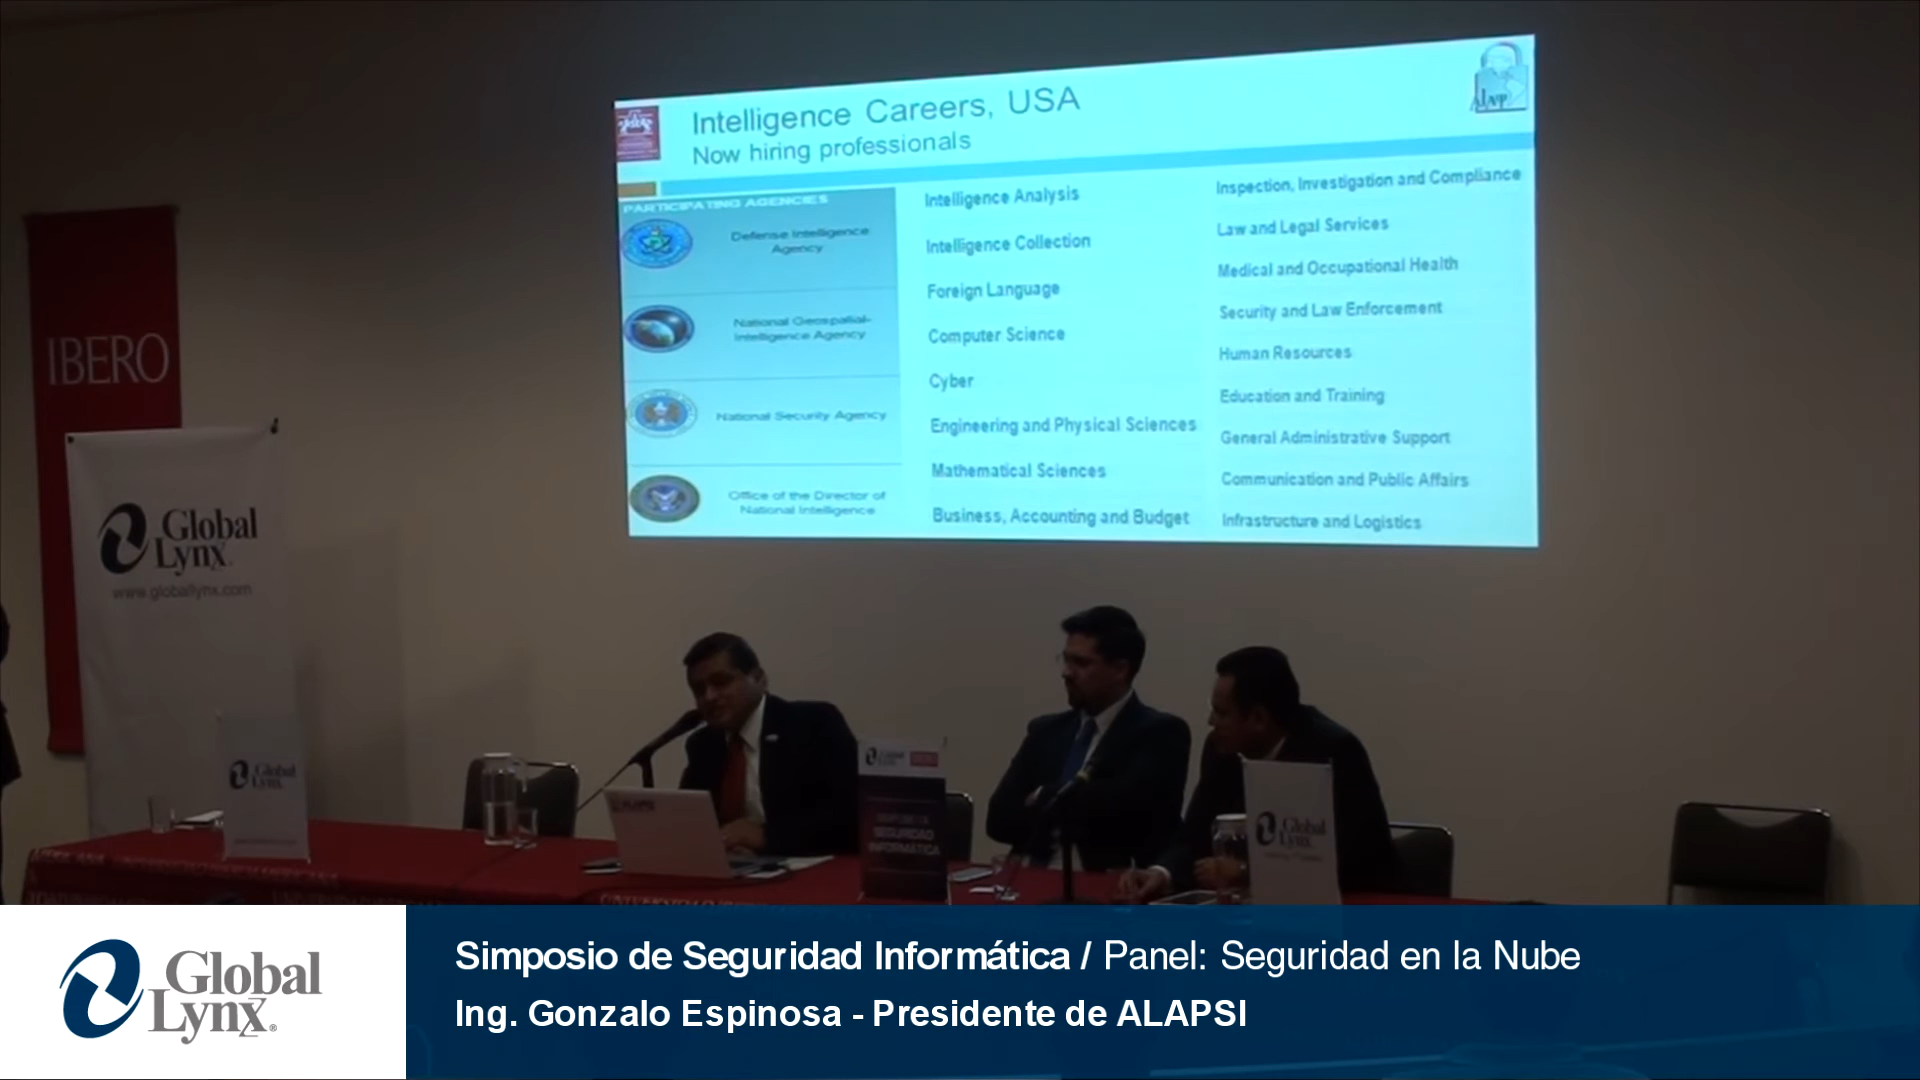 Intelligence Careers, USA
Now hiring professionals
PARTICIPATING AGENCIES
Defense Intelligence
Agency
National Geospatial-
Intelligence Agency
National Security Agency
Office of the Director of
National Intelligence
Intelligence Analysis
Intelligence Collection
Foreign Language
Computer Science
Cyber
Engineering and Physical Sciences
Mathematical Sciences
Business, Accounting and Budget
Inspection, Investigation and Compliance
Law and Legal Services
Medical and Occupational Health
Security and Law Enforcement
Human Resources
Education and Training
General Administrative Support
Communication and Public Affairs
Infrastructure and Logistics
IBERO
Global
Lynx
www.globallynx.com
Global
Lynx
Global
Lynx
SEGURIDAD
INFORMÁTICA
Global
Lynx
Global
Lynx®
Simposio de Seguridad Informática / Panel: Seguridad en la Nube
Ing. Gonzalo Espinosa - Presidente de ALAPSI